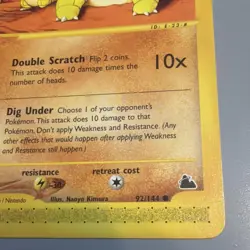 Double Scratch Flip 2 coins.
This attack does 10 damage times the
number of heads.
10x
Dig Under Choose 1 of your opponent's
Pokémon. This attack does 10 damage to that
Pokémon. Don't apply Weakness and Resistance. (Any
other effects that would happen after applying Weakness
and Resistance still happen.)
resistance
retreat cost
-30
/Nintendo
Illus. Naoyo Kimura
92/144